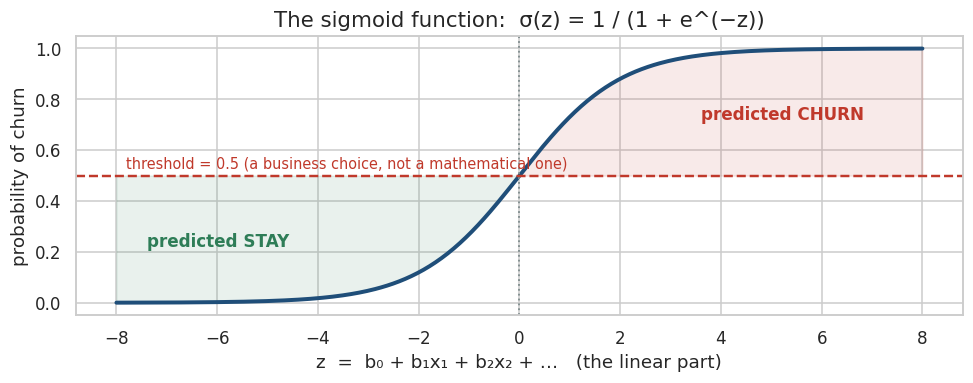 The sigmoid function:  σ(z) = 1 / (1 + e^(−z))
probability of churn
1.0
0.8
0.6
0.4
0.2
0.0
threshold = 0.5 (a business choice, not a mathematical one)
predicted CHURN
predicted STAY
−8 −6 −4 −2 0 2 4 6 8
z  =  b₀ + b₁x₁ + b₂x₂ + …   (the linear part)